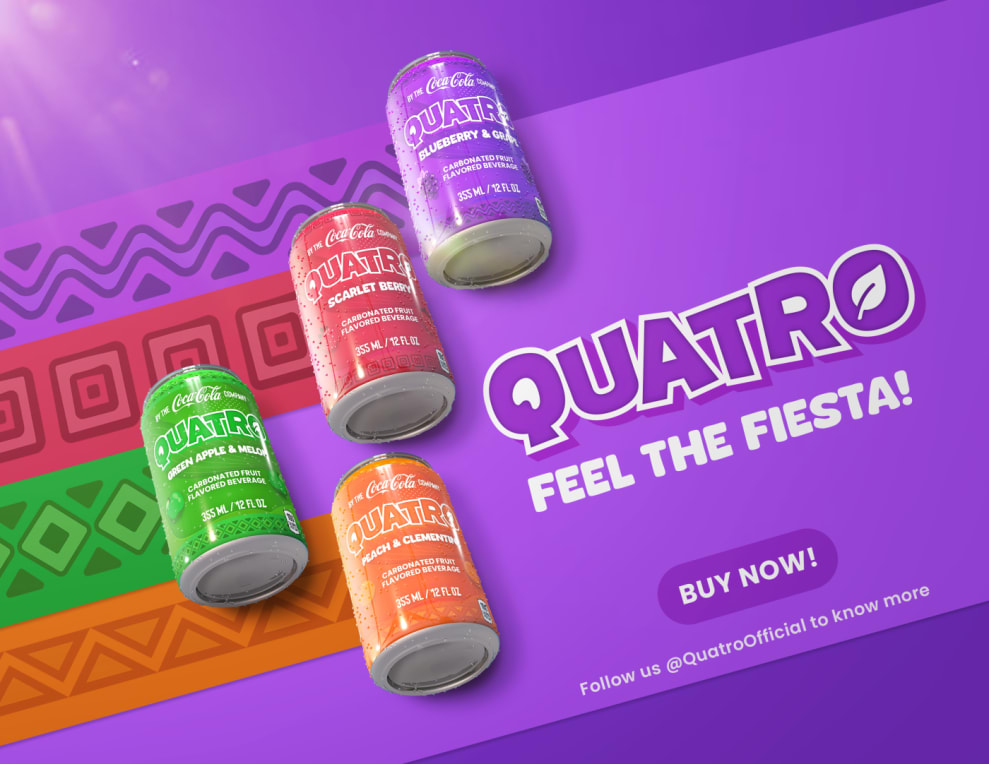 BY THE Coca-Cola COMPANY
QUATRO
BLUEBERRY & GRAPE
CARBONATED FRUIT
FLAVORED BEVERAGE
355 ML / 12 FL OZ
BY THE Coca-Cola COMPANY
QUATRO
SCARLET BERRY
CARBONATED FRUIT
FLAVORED BEVERAGE
355 ML / 12 FL OZ
BY THE Coca-Cola COMPANY
QUATRO
GREEN APPLE & MELON
CARBONATED FRUIT
FLAVORED BEVERAGE
355 ML / 12 FL OZ
BY THE Coca-Cola COMPANY
QUATRO
PEACH & CLEMENTINE
CARBONATED FRUIT
FLAVORED BEVERAGE
355 ML / 12 FL OZ
QUATRO
FEEL THE FIESTA!
BUY NOW!
Follow us @QuatroOfficial to know more